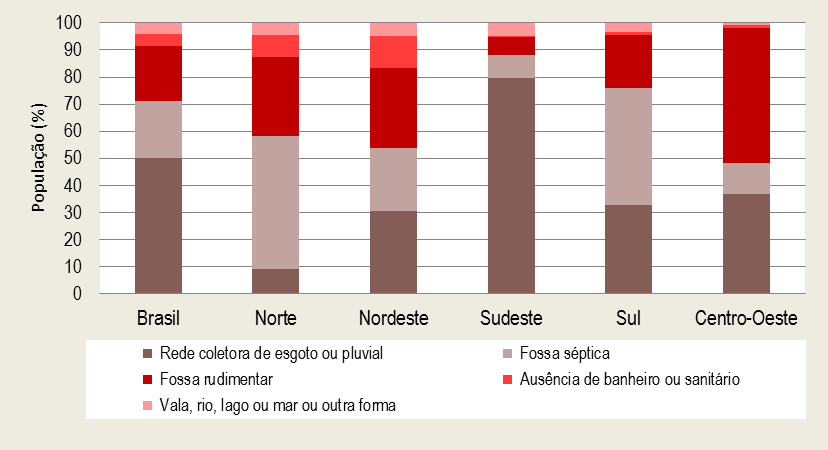 100
90
80
70
60
50
40
30
20
10
0
População (%)
Brasil Norte Nordeste Sudeste Sul Centro-Oeste
Rede coletora de esgoto ou pluvial Fossa séptica
Fossa rudimentar Ausência de banheiro ou sanitário
Vala, rio, lago ou mar ou outra forma